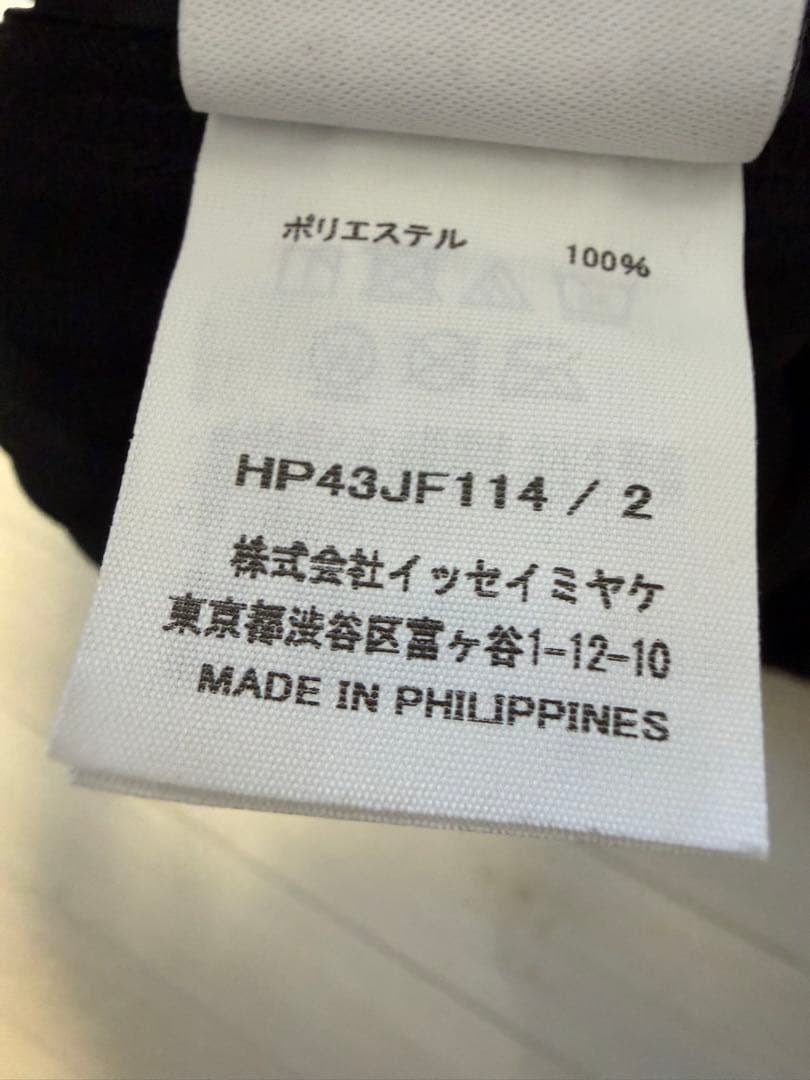 ポリエステル 100%
HP43JF114 / 2
株式会社イッセイミヤケ
東京都渋谷区富ヶ谷1-12-10
MADE IN PHILIPPINES